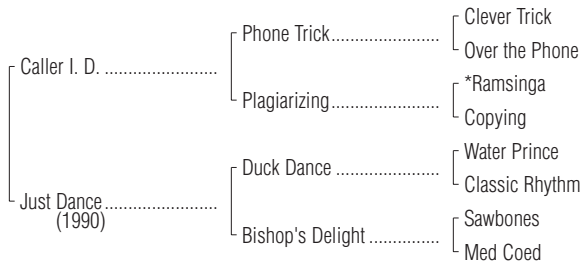 Clever Trick
Phone Trick....................
Over the Phone
Caller I. D. ......................
*Ramsinga
Plagiarizing....................
Copying
Water Prince
Duck Dance ...................
Classic Rhythm
Just Dance......................
(1990)
Sawbones
Bishop's Delight .............
Med Coed